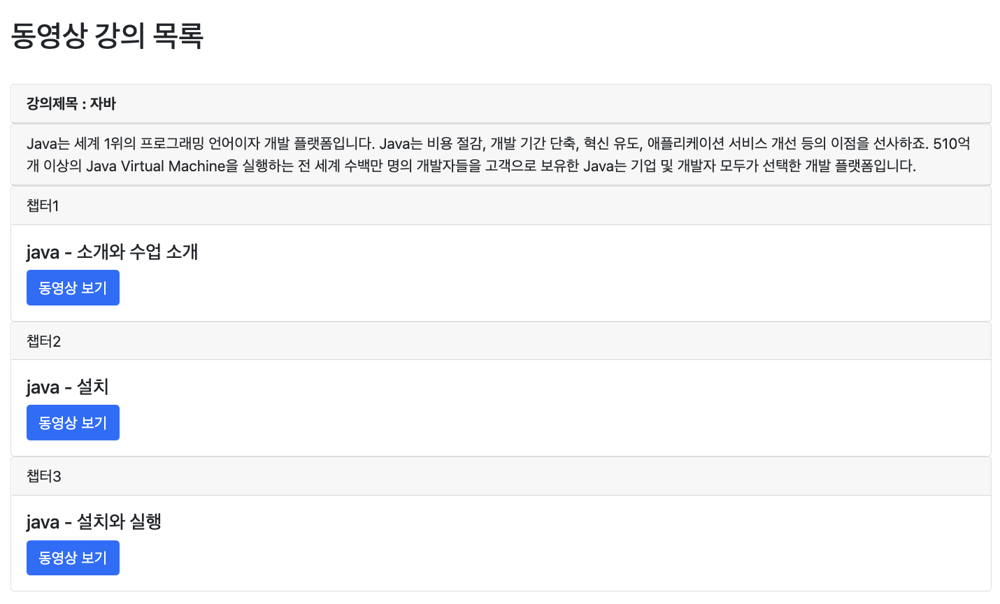 동영상 강의 목록
강의제목 : 자바
Java는 세계 1위의 프로그래밍 언어이자 개발 플랫폼입니다. Java는 비용 절감, 개발 기간 단축, 혁신 유도, 애플리케이션 서비스 개선 등의 이점을 선사하죠. 510억
개 이상의 Java Virtual Machine을 실행하는 전 세계 수백만 명의 개발자들을 고객으로 보유한 Java는 기업 및 개발자 모두가 선택한 개발 플랫폼입니다.
챕터1
java - 소개와 수업 소개
동영상 보기
챕터2
java - 설치
동영상 보기
챕터3
java - 설치와 실행
동영상 보기